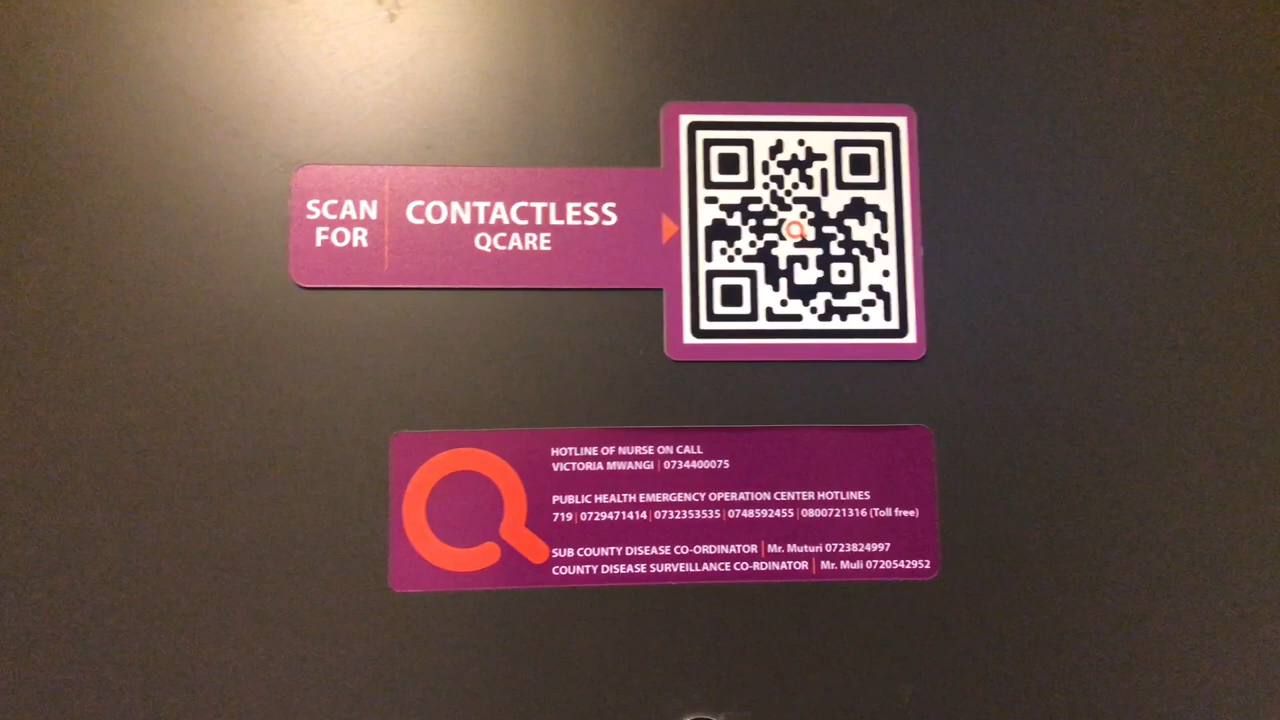 SCAN FOR
CONTACTLESS
QCARE
HOTLINE OF NURSE ON CALL
VICTORIA MWANGI | 0734400075
PUBLIC HEALTH EMERGENCY OPERATION CENTER HOTLINES
719 | 0729471414 | 0732353535 | 0748592455 | 0800721316 (Toll free)
SUB COUNTY DISEASE CO-ORDINATOR | Mr. Muturi 0723824997
COUNTY DISEASE SURVEILLANCE CO-RDINATOR | Mr. Muli 0720542952